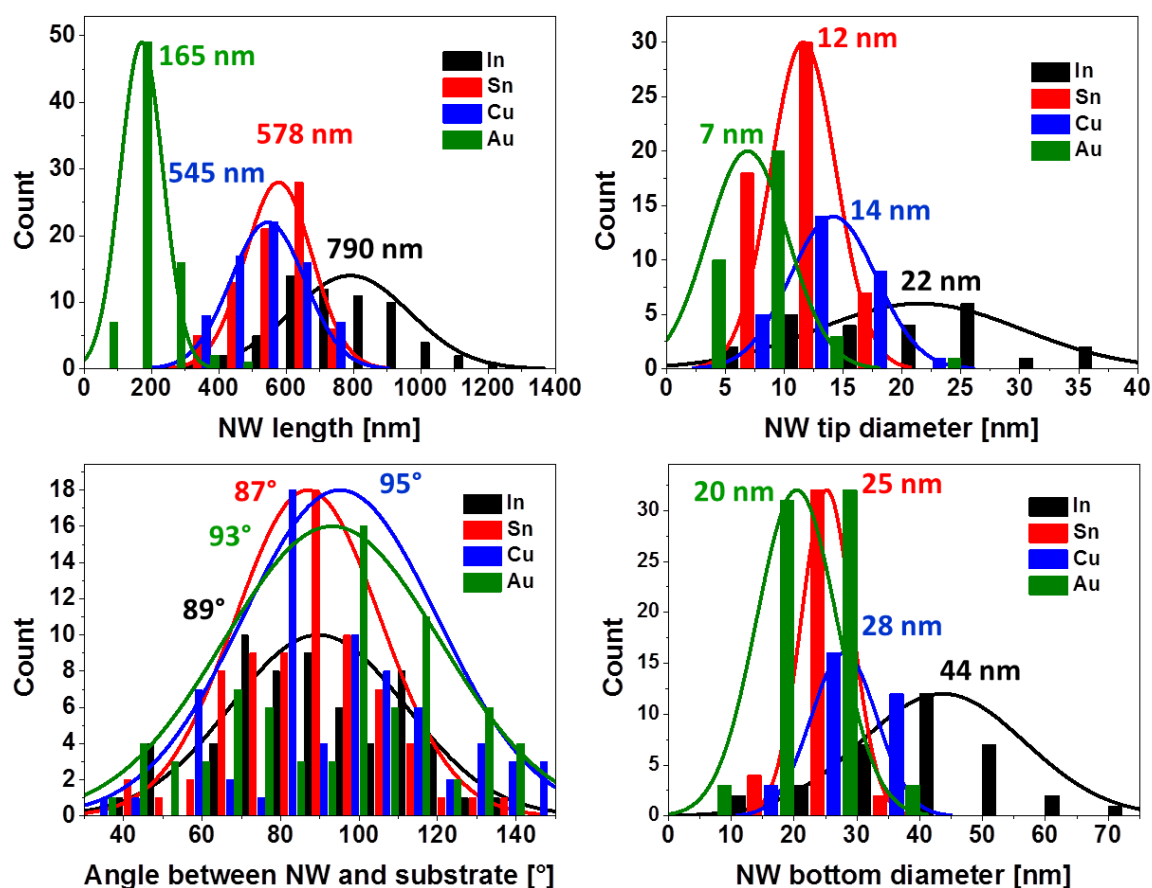 50
40
30
20
10
0
Count
165 nm
578 nm
545 nm
790 nm
In
Sn
Cu
Au
0 200 400 600 800 1000 1200 1400
NW length [nm]
30
25
20
15
10
5
0
Count
12 nm
7 nm
14 nm
22 nm
In
Sn
Cu
Au
0 5 10 15 20 25 30 35 40
NW tip diameter [nm]
18
16
14
12
10
8
6
4
2
0
Count
87°
95°
93°
89°
In
Sn
Cu
Au
40 60 80 100 120 140
Angle between NW and substrate [°]
30
25
20
15
10
5
0
Count
20 nm
25 nm
28 nm
44 nm
In
Sn
Cu
Au
0 10 20 30 40 50 60 70
NW bottom diameter [nm]